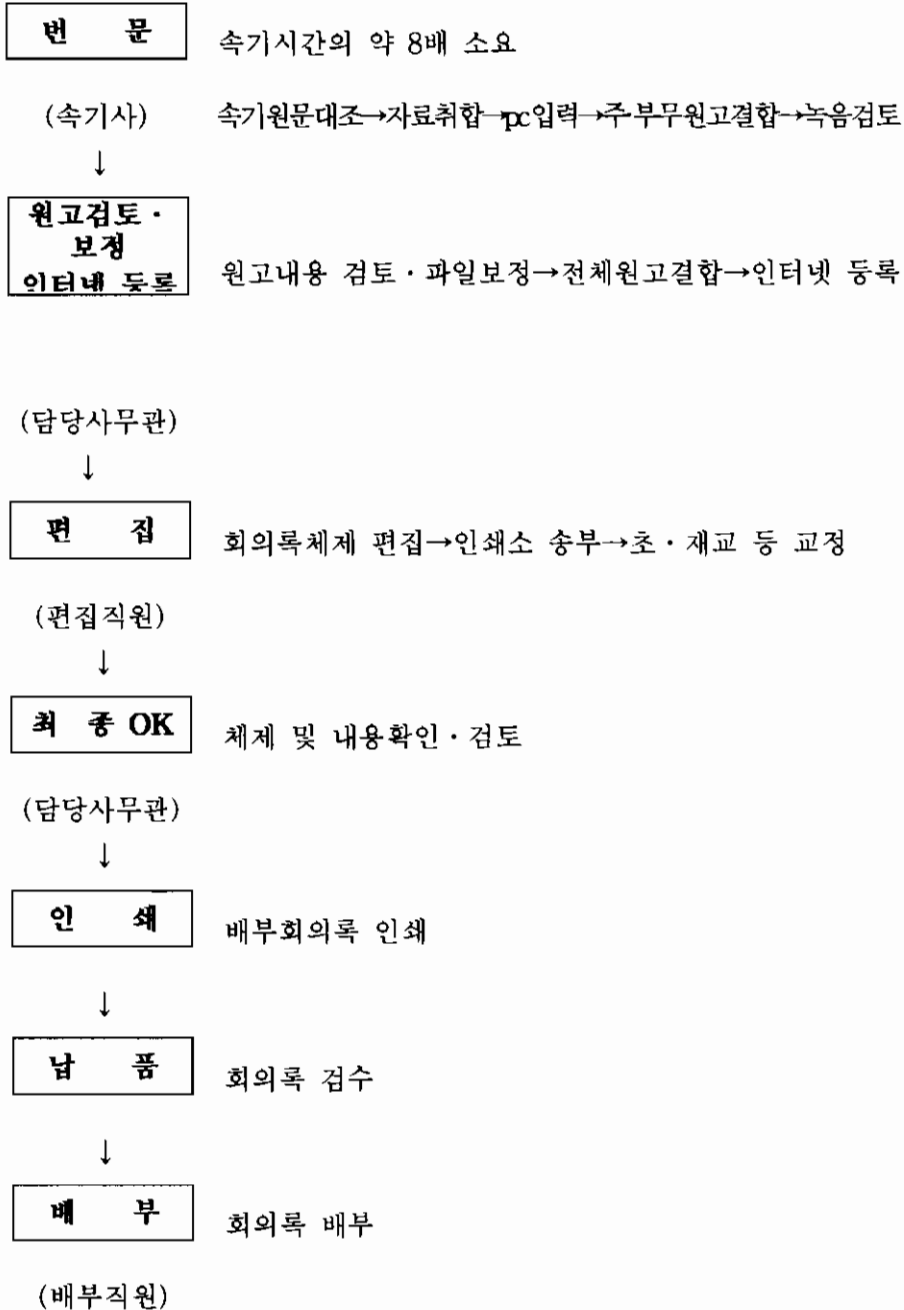 번 문
속기시간의 약 8배 소요
(속기사) 속기원문대조→자료취합→pc입력→주·부무원고결합→녹음검토
↓
원고검토·
보정
인터넷 등록
원고내용 검토·파일보정→전체원고결합→인터넷 등록
(담당사무관)
↓
편 집
회의록체제 편집→인쇄소 송부→초·재교 등 교정
(편집직원)
↓
최 종 OK
체제 및 내용확인·검토
(담당사무관)
↓
인 쇄
배부회의록 인쇄
↓
납 품
회의록 검수
↓
배 부
회의록 배부
(배부직원)